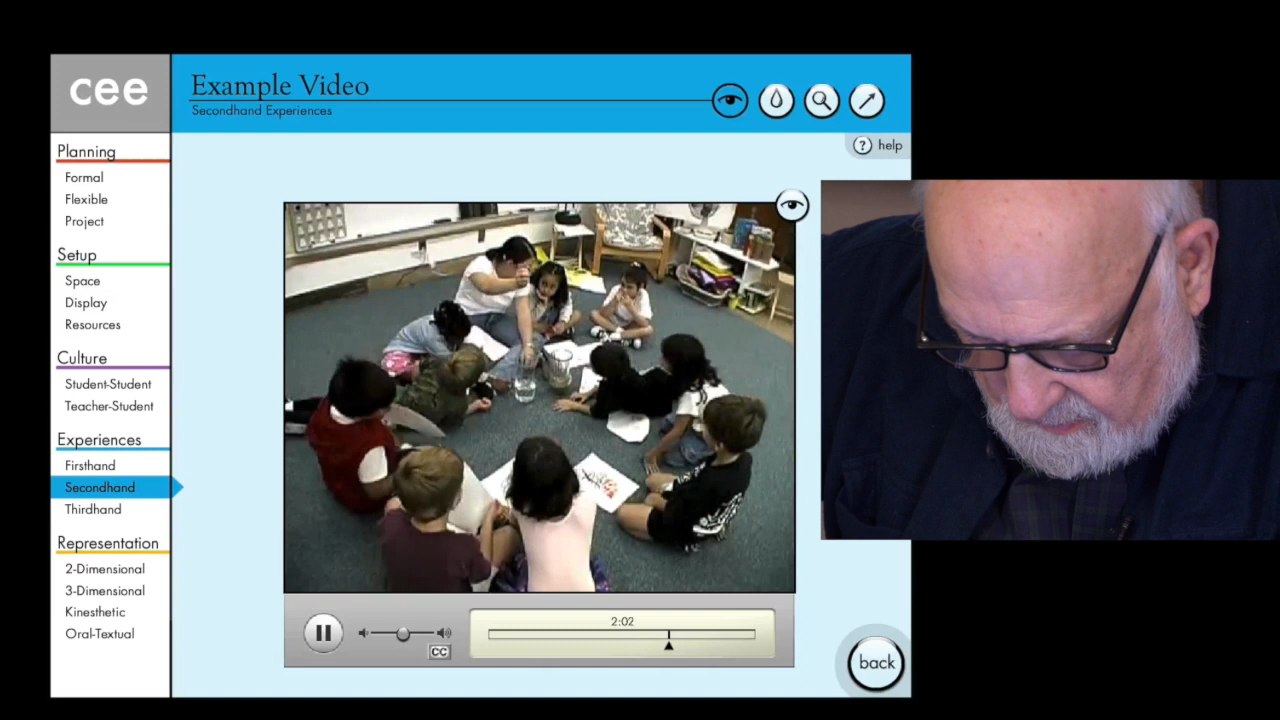 cee
Example Video
Secondhand Experiences
help
Planning
Formal
Flexible
Project
Setup
Space
Display
Resources
Culture
Student-Student
Teacher-Student
Experiences
Firsthand
Secondhand
Thirdhand
Representation
2-Dimensional
3-Dimensional
Kinesthetic
Oral-Textual
2:02
CC
back